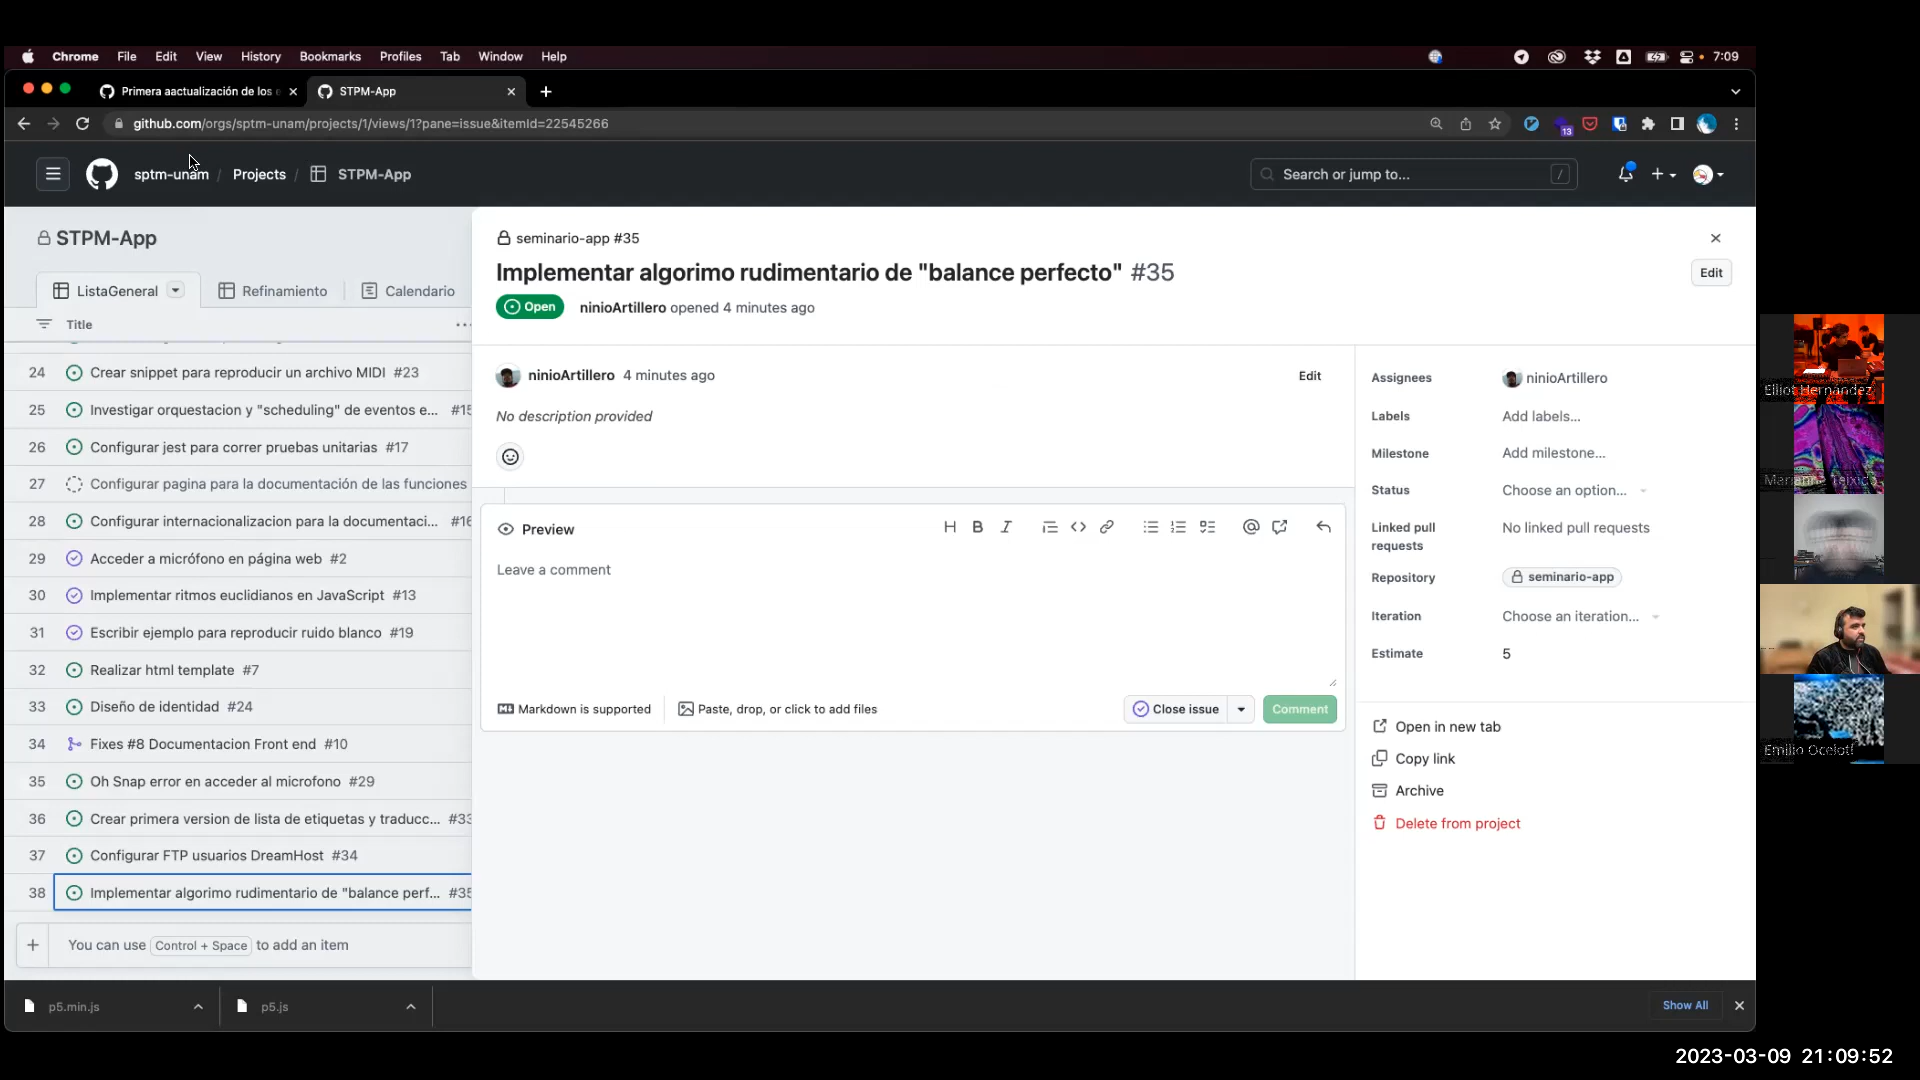 Chrome File Edit View History Bookmarks Profiles Tab Window Help 7:09
Primera aactualización de los e
STPM-App
github.com/orgs/sptm-unam/projects/1/views/1?pane=issue&itemId=22545266
13
sptm-unam / Projects / STPM-App
Search or jump to... /
STPM-App
ListaGeneral
Refinamiento
Calendario
Title
24 Crear snippet para reproducir un archivo MIDI #23
25 Investigar orquestacion y "scheduling" de eventos e... #15
26 Configurar jest para correr pruebas unitarias #17
27 Configurar pagina para la documentación de las funciones
28 Configurar internacionalizacion para la documentaci... #16
29 Acceder a micrófono en página web #2
30 Implementar ritmos euclidianos en JavaScript #13
31 Escribir ejemplo para reproducir ruido blanco #19
32 Realizar html template #7
33 Diseño de identidad #24
34 Fixes #8 Documentacion Front end #10
35 Oh Snap error en acceder al microfono #29
36 Crear primera version de lista de etiquetas y traducc... #33
37 Configurar FTP usuarios DreamHost #34
38 Implementar algorimo rudimentario de "balance perf... #35
You can use Control + Space to add an item
seminario-app #35
Implementar algorimo rudimentario de "balance perfecto" #35
Edit
Open
ninioArtillero opened 4 minutes ago
ninioArtillero 4 minutes ago
Edit
No description provided
Preview
Leave a comment
Markdown is supported
Paste, drop, or click to add files
Close issue
Comment
Assignees
ninioArtillero
Labels
Add labels...
Milestone
Add milestone...
Status
Choose an option...
Linked pull
requests
No linked pull requests
Repository
seminario-app
Iteration
Choose an iteration...
Estimate
5
Open in new tab
Copy link
Archive
Delete from project
Elliot Hernández
Marianne Teixido
Emilio Ocelotl
p5.min.js
p5.js
Show All
2023-03-09 21:09:52